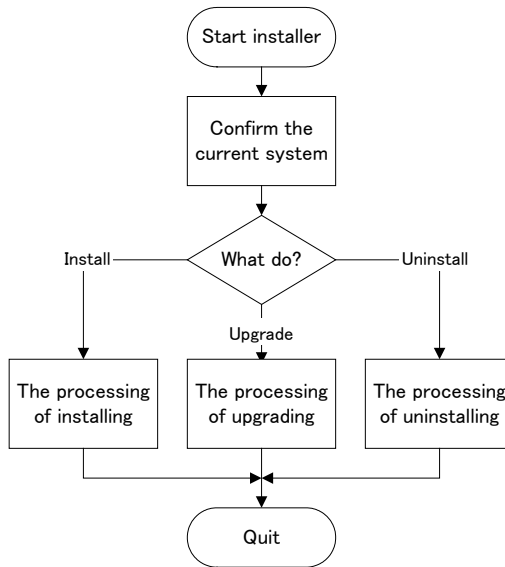 Start installer
Confirm the
current system
Install
What do?
Uninstall
Upgrade
The processing
of installing
The processing
of upgrading
The processing
of uninstalling
Quit